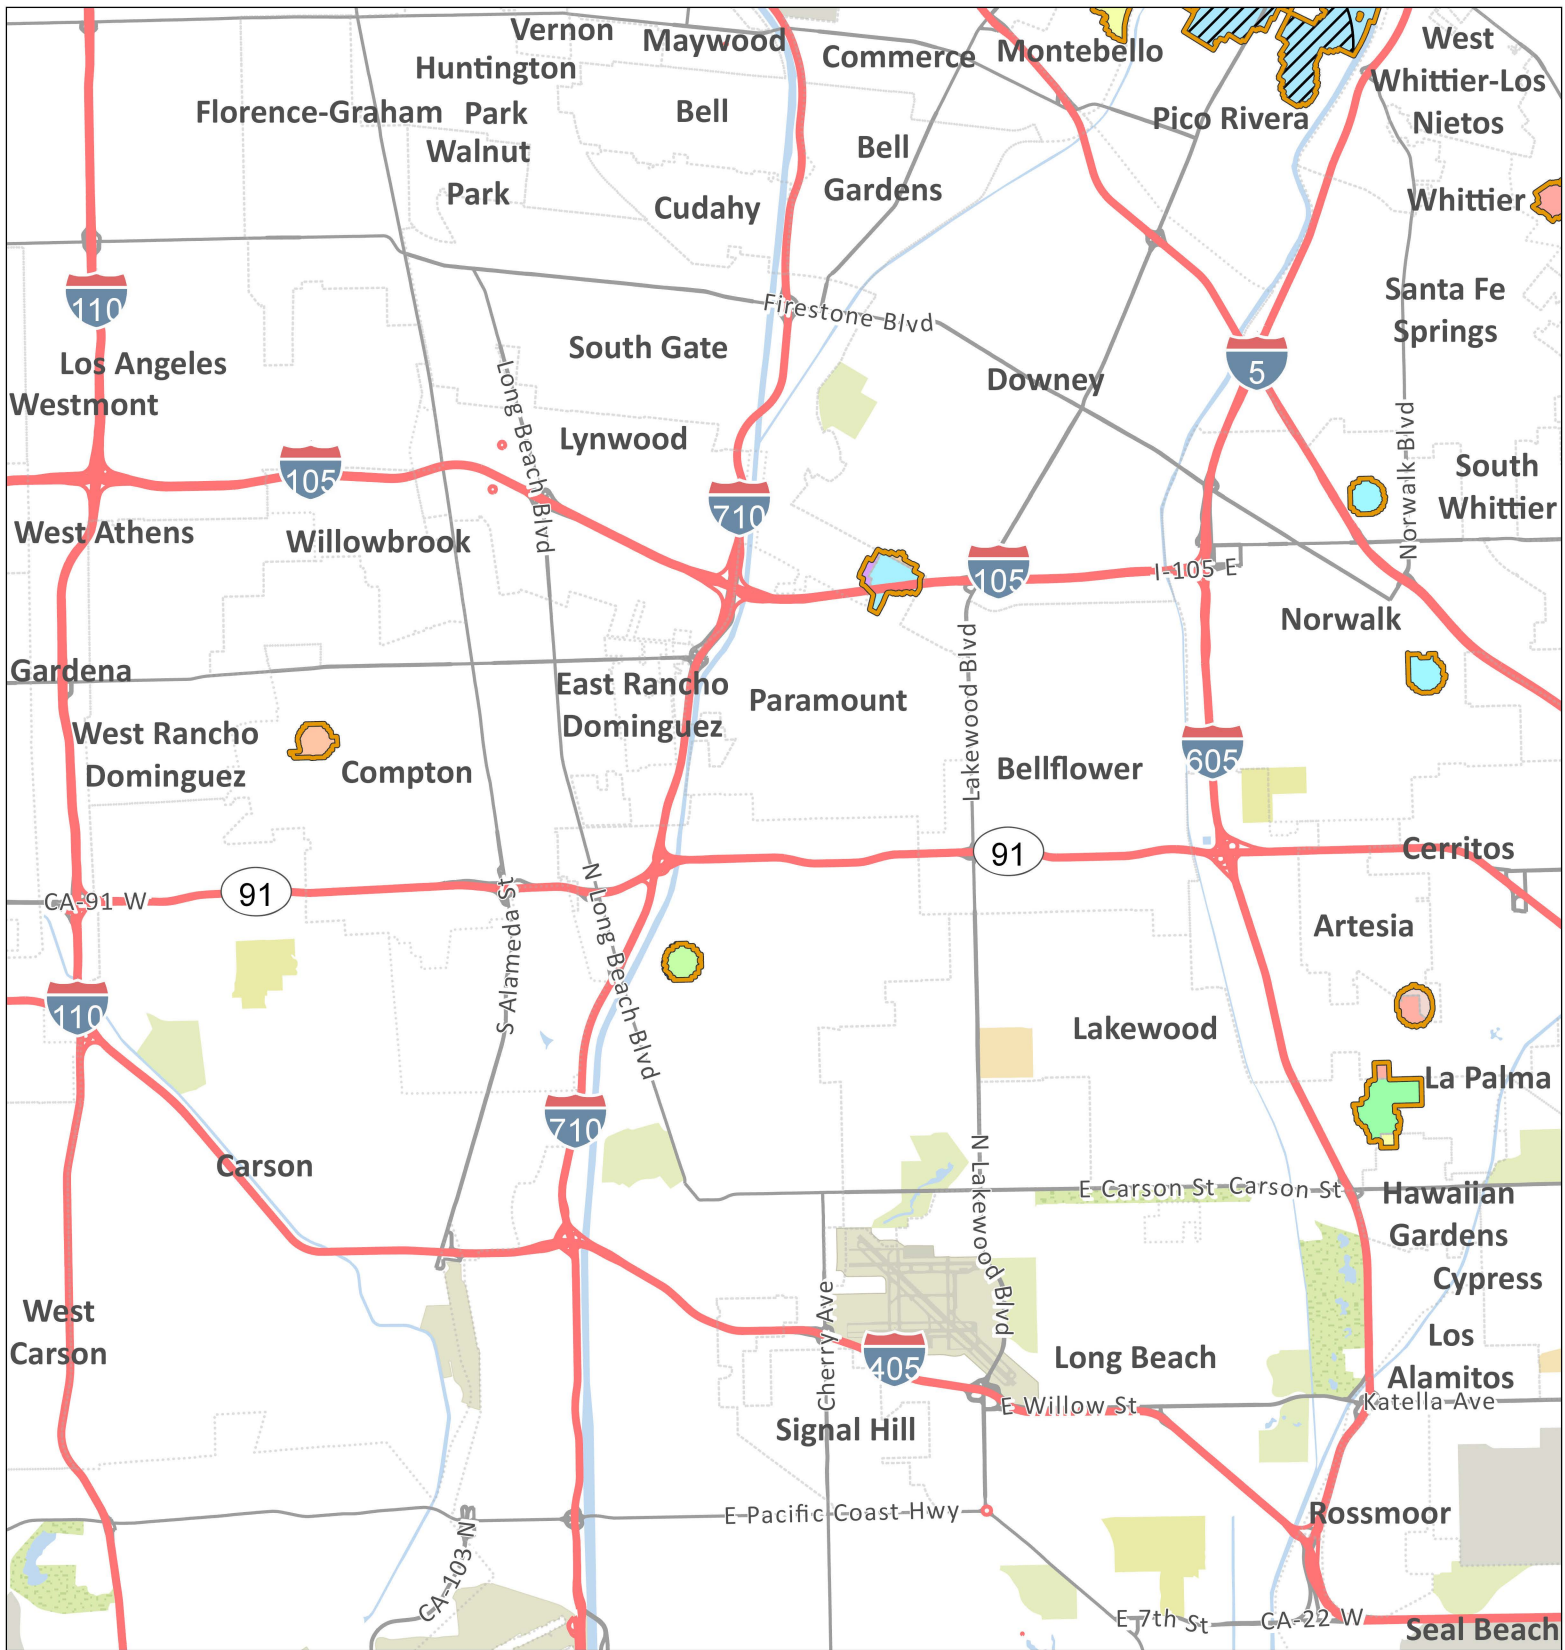 Vernon
Maywood
Commerce
Montebello
West
Whittier-Los
Nietos
Huntington
Park
Florence-Graham
Bell
Pico Rivera
Walnut
Park
Bell
Gardens
Cudahy
Whittier
110
Firestone Blvd
Santa Fe
Springs
South Gate
Los Angeles
5
Downey
Westmont
Long Beach Blvd
Lynwood
Norwalk Blvd
105
South
Whittier
710
West Athens
Willowbrook
105
I-105 E
Norwalk
Gardena
East Rancho
Dominguez
Paramount
Lakewood Blvd
West Rancho
Dominguez
Compton
Bellflower
605
91
Cerritos
CA-91 W
91
S Alameda St
N Long Beach Blvd
Artesia
110
Lakewood
La Palma
710
Carson
N Lakewood Blvd
E Carson St
Carson St
Hawaiian
Gardens
Cypress
West
Carson
Cherry Ave
405
Long Beach
Los
Alamitos
E Willow St
Katella Ave
Signal Hill
E Pacific Coast Hwy
Rossmoor
CA-103 N
E 7th St
CA-22 W
Seal Beach